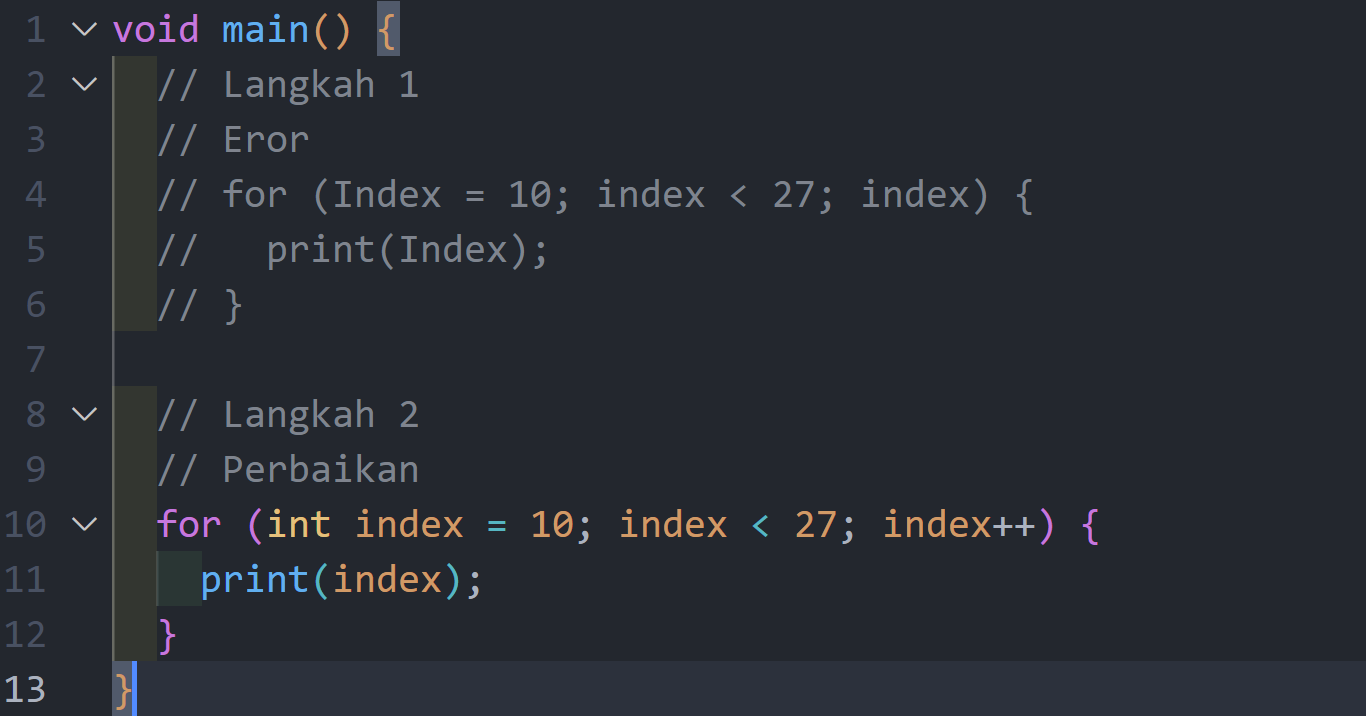 1 void main() {
2 // Langkah 1
3 // Eror
4 // for (Index = 10; index < 27; index) {
5 //   print(Index);
6 // }
7
8 // Langkah 2
9 // Perbaikan
10 for (int index = 10; index < 27; index++) {
11 print(index);
12 }
13 }